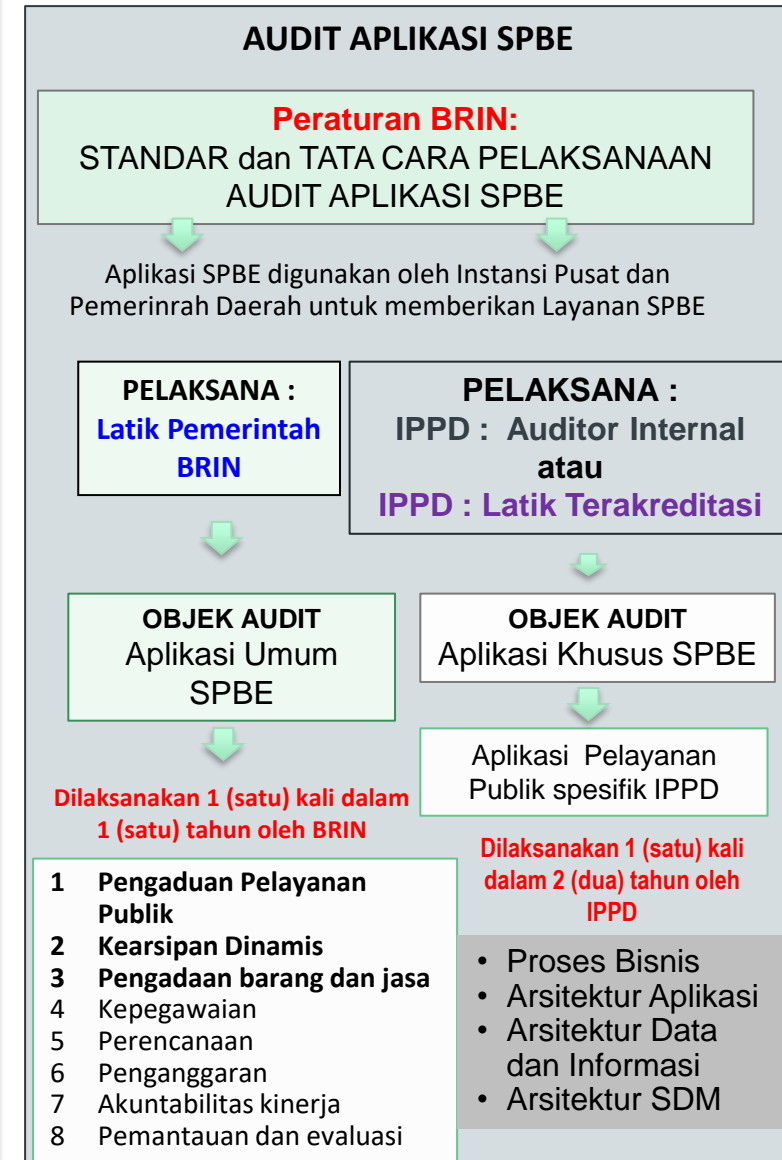 AUDIT APLIKASI SPBE
Peraturan BRIN:
STANDAR dan TATA CARA PELAKSANAAN
AUDIT APLIKASI SPBE
Aplikasi SPBE digunakan oleh Instansi Pusat dan
Pemerinrah Daerah untuk memberikan Layanan SPBE
PELAKSANA :
Latik Pemerintah
BRIN
PELAKSANA :
IPPD : Auditor Internal
atau
IPPD : Latik Terakreditasi
OBJEK AUDIT
Aplikasi Umum
SPBE
OBJEK AUDIT
Aplikasi Khusus SPBE
Aplikasi Pelayanan
Publik spesifik IPPD
Dilaksanakan 1 (satu) kali dalam
1 (satu) tahun oleh BRIN
Dilaksanakan 1 (satu) kali
dalam 2 (dua) tahun oleh
IPPD
1 Pengaduan Pelayanan
Publik
2 Kearsipan Dinamis
3 Pengadaan barang dan jasa
4 Kepegawaian
5 Perencanaan
6 Penganggaran
7 Akuntabilitas kinerja
8 Pemantauan dan evaluasi
• Proses Bisnis
• Arsitektur Aplikasi
• Arsitektur Data
dan Informasi
• Arsitektur SDM